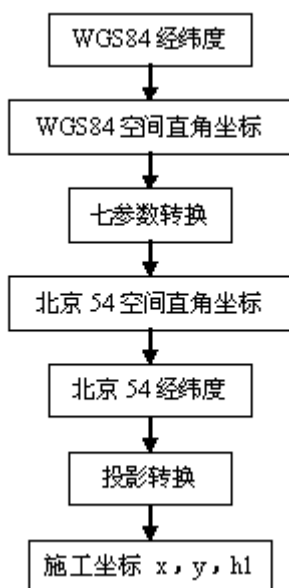 WGS84 经纬度
WGS84 空间直角坐标
七参数转换
北京 54 空间直角坐标
北京 54 经纬度
投影转换
施工坐标 x，y，h1